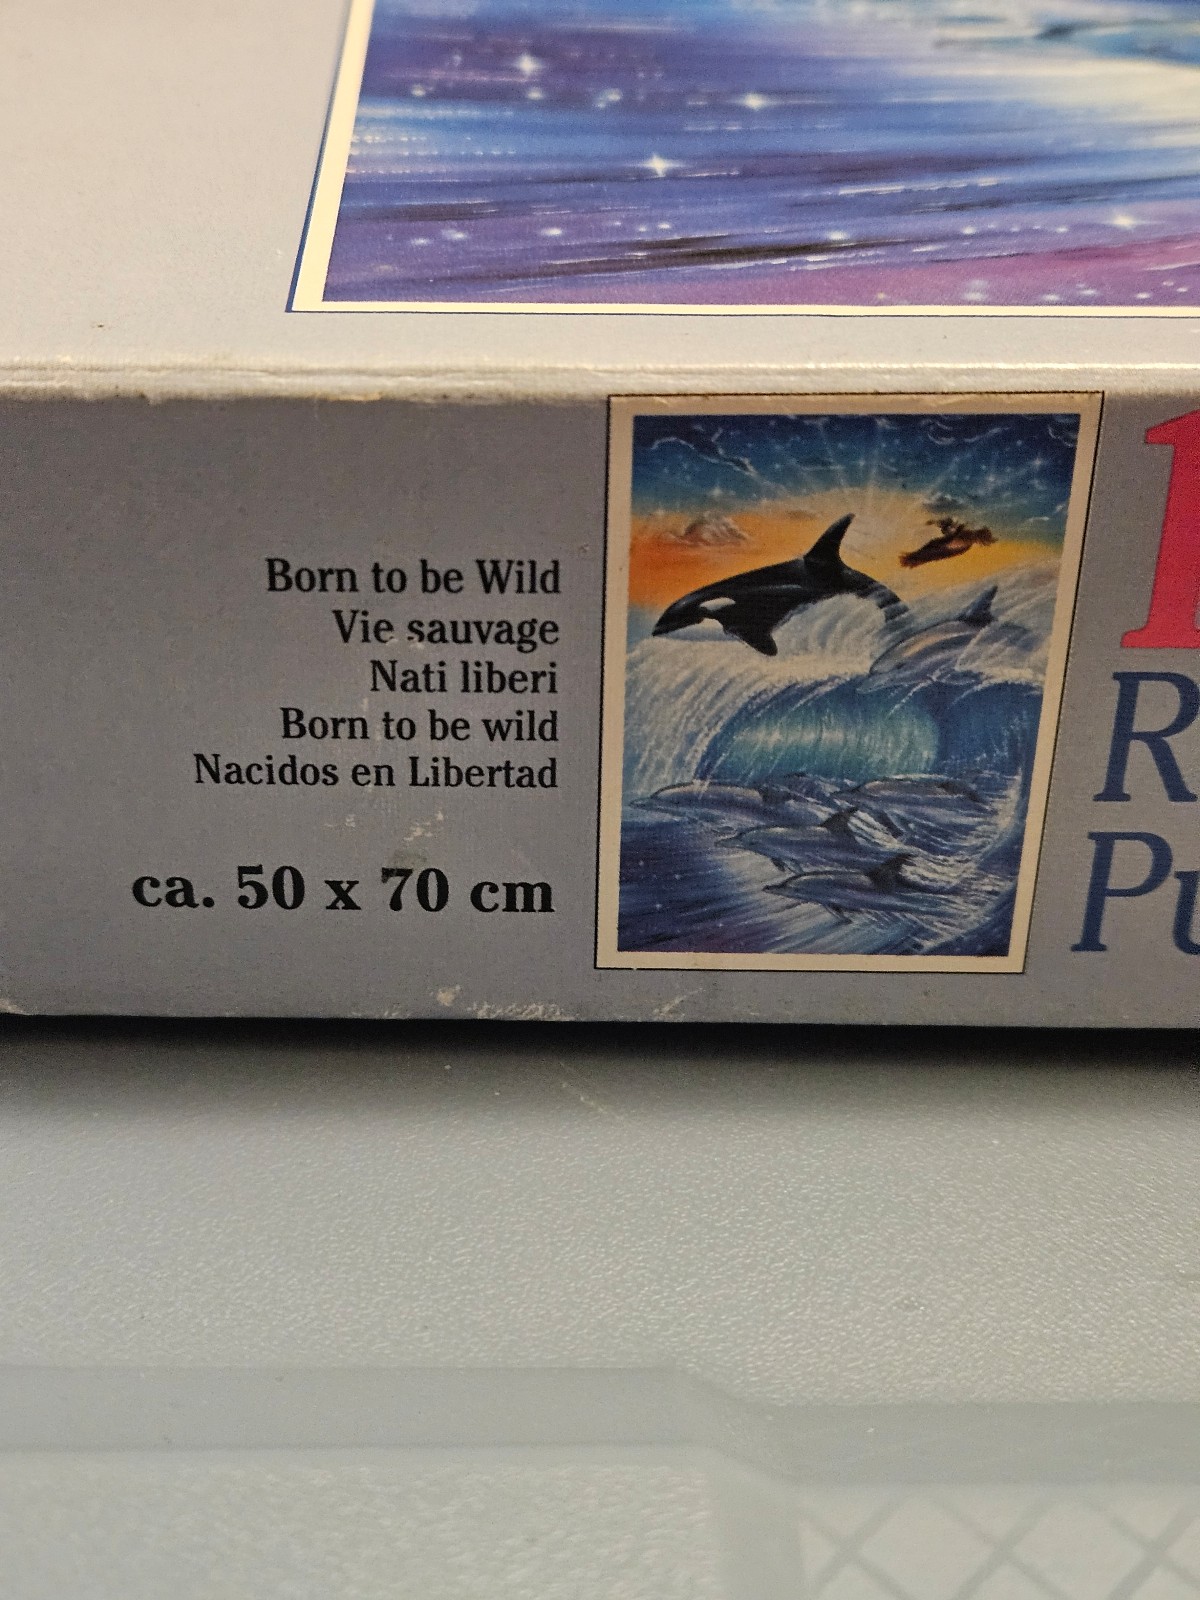 Born to be Wild
Vie sauvage
Nati liberi
Born to be wild
Nacidos en Libertad
ca. 50 x 70 cm